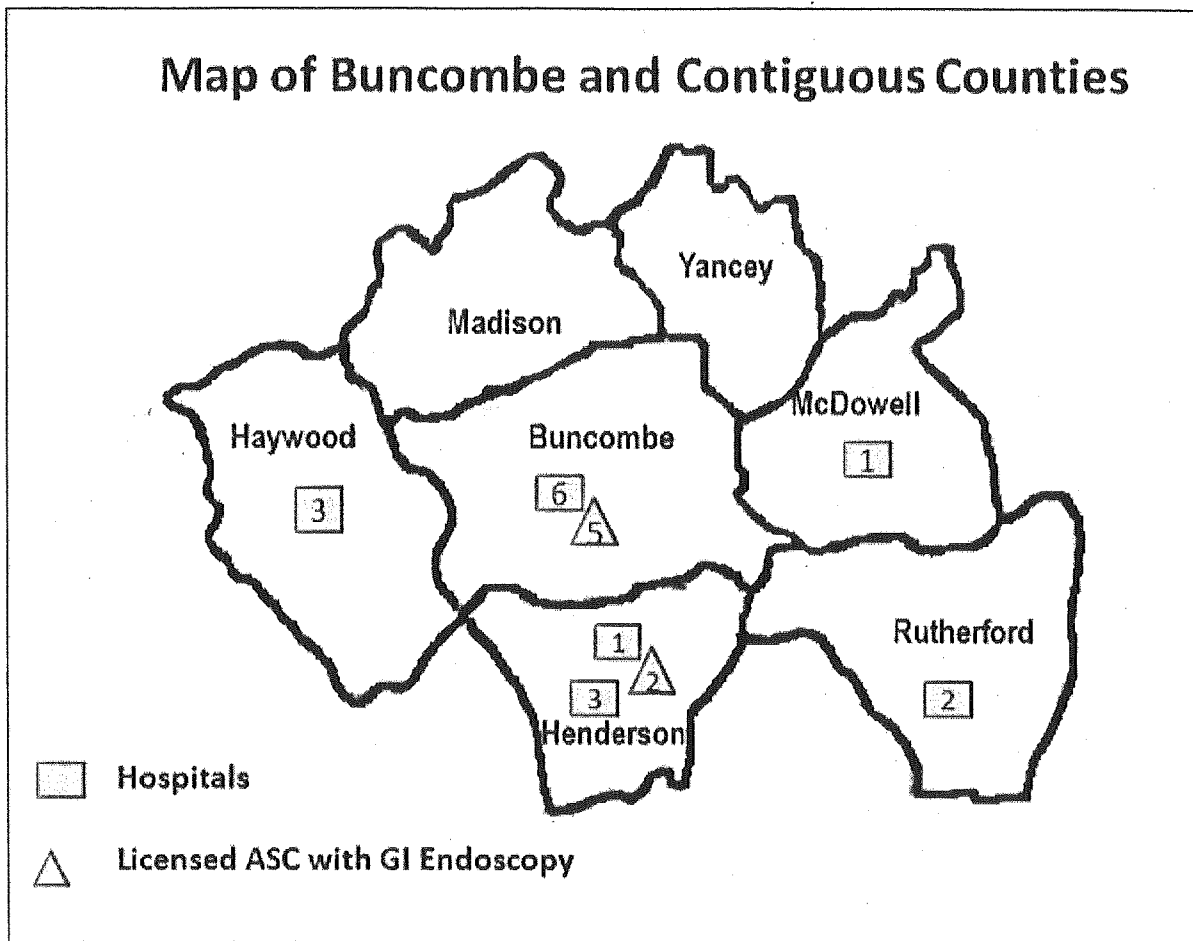 Map of Buncombe and Contiguous Counties
Yancey
Madison
McDowell
1
Haywood
3
Buncombe
6
5
Rutherford
2
1
2
3
Henderson
Hospitals
Licensed ASC with GI Endoscopy